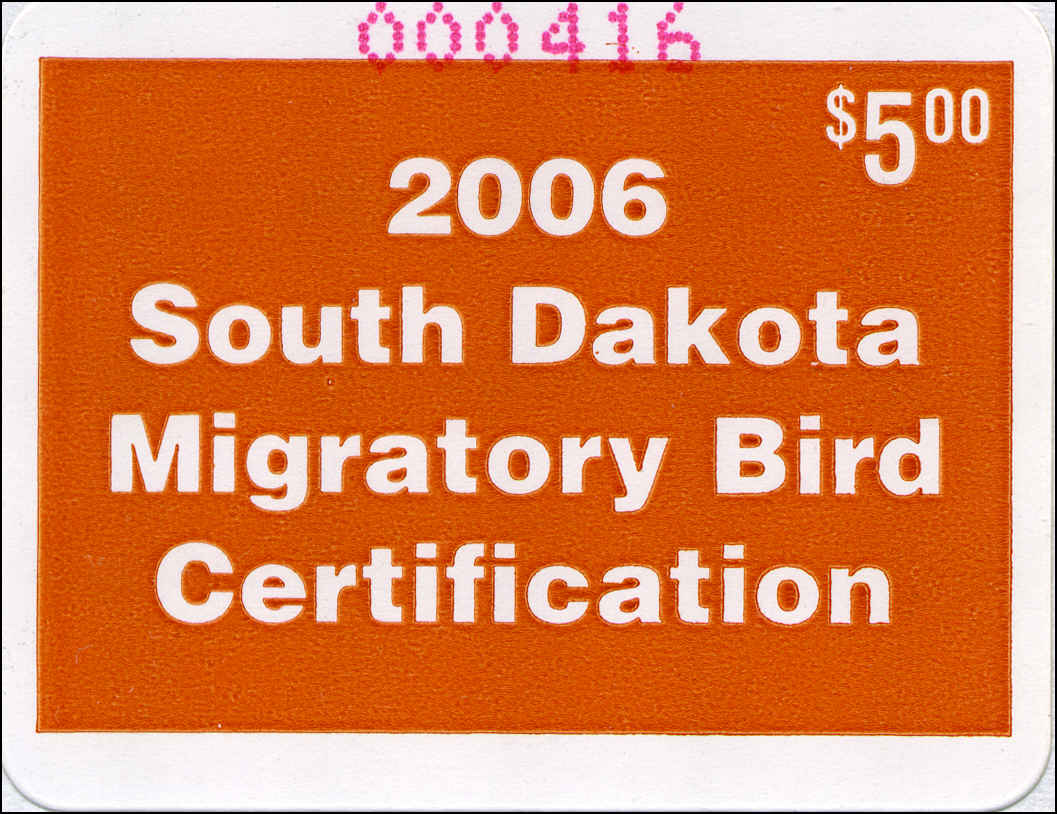 000416
$5.00
2006
South Dakota
Migratory Bird
Certification